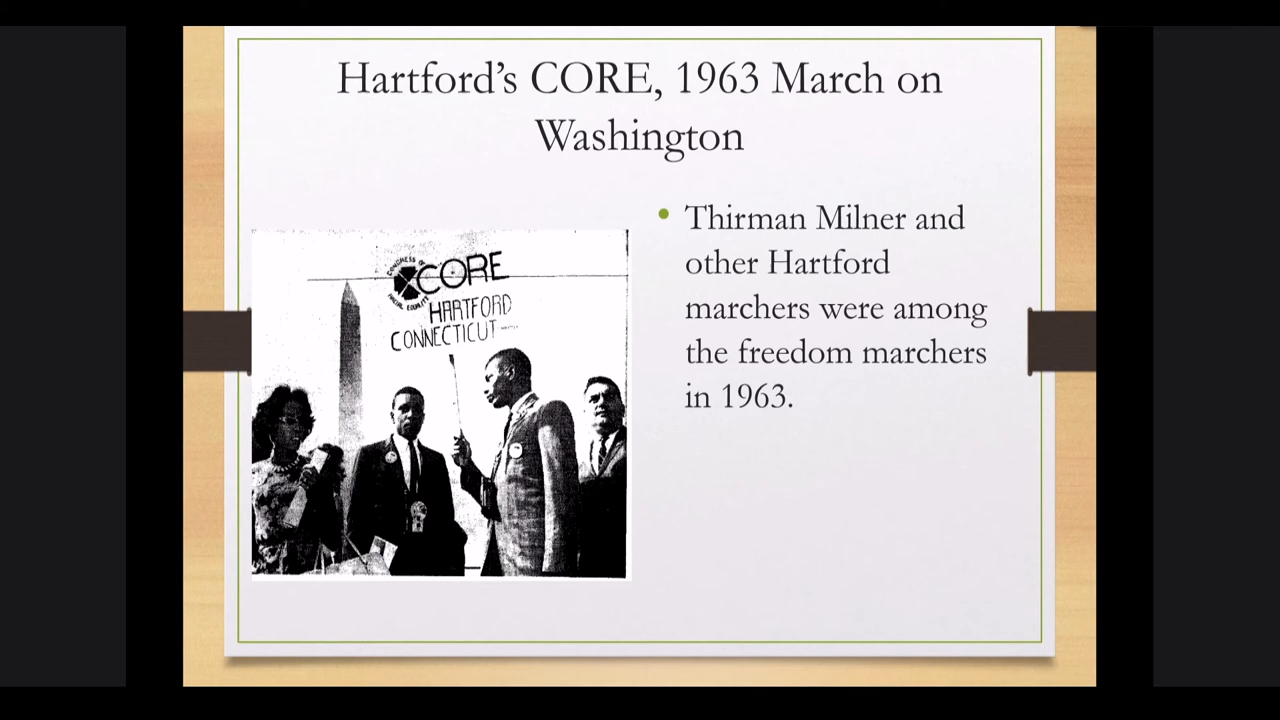 Hartford’s CORE, 1963 March on
Washington
CONGRESS OF
CORE
RACIAL EQUALITY
HARTFORD
CONNECTICUT
• Thirman Milner and
other Hartford
marchers were among
the freedom marchers
in 1963.